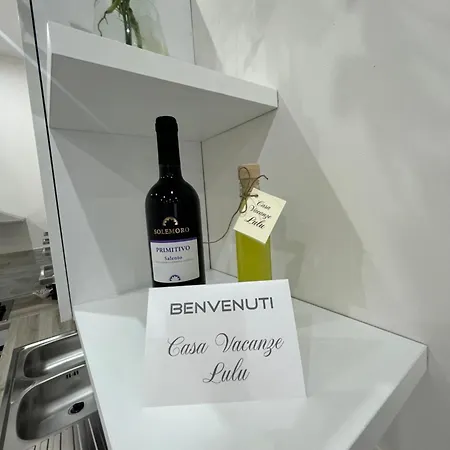 SOLEMORO
PRIMITIVO
Salento
Casa
Vacanze
Lulu
BENVENUTI
Casa Vacanze
Lulu